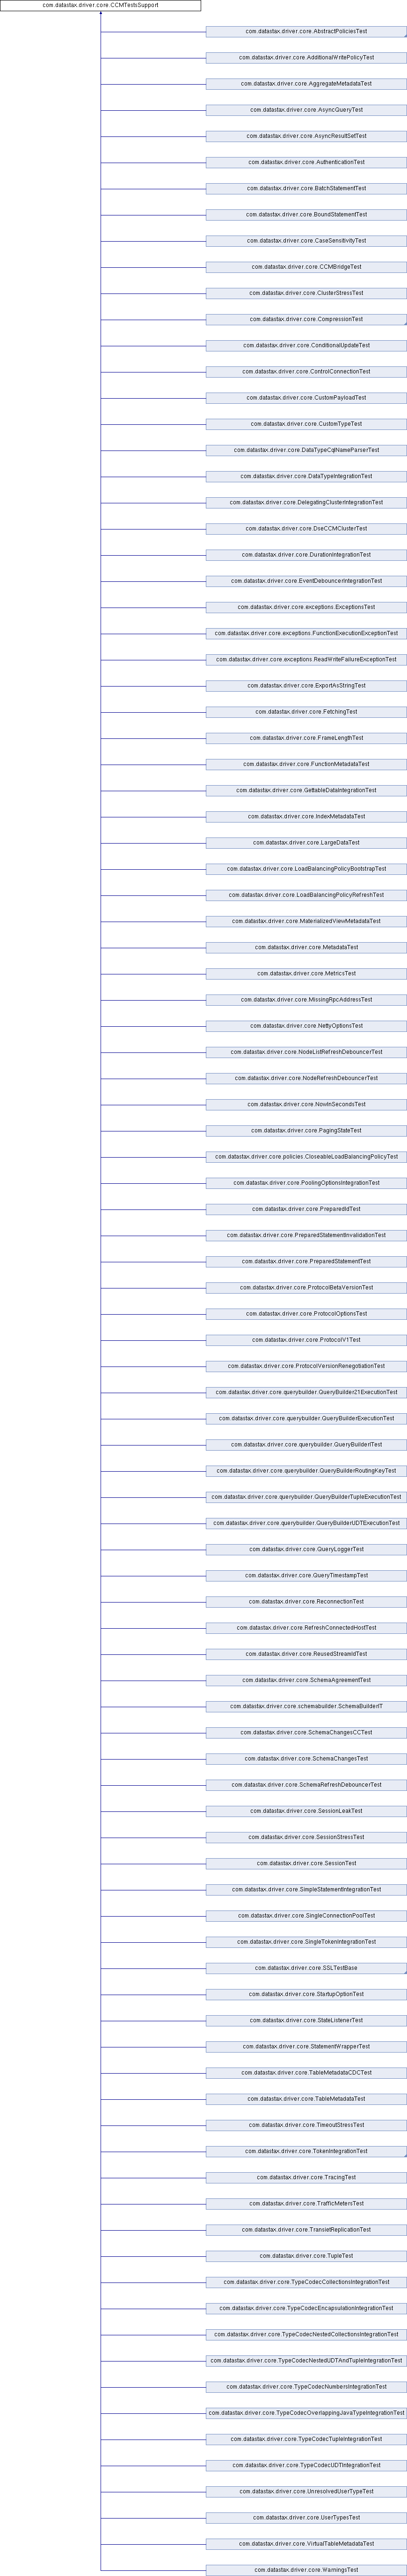 com.datastax.driver.core.CCMTestsSupport
com.datastax.driver.core.AbstractPoliciesTest
com.datastax.driver.core.AdditionalWritePolicyTest
com.datastax.driver.core.AggregateMetadataTest
com.datastax.driver.core.AsyncQueryTest
com.datastax.driver.core.AsyncResultSetTest
com.datastax.driver.core.AuthenticationTest
com.datastax.driver.core.BatchStatementTest
com.datastax.driver.core.BoundStatementTest
com.datastax.driver.core.CaseSensitivityTest
com.datastax.driver.core.CCMBridgeTest
com.datastax.driver.core.ClusterStressTest
com.datastax.driver.core.CompressionTest
com.datastax.driver.core.ConditionalUpdateTest
com.datastax.driver.core.ControlConnectionTest
com.datastax.driver.core.CustomPayloadTest
com.datastax.driver.core.CustomTypeTest
com.datastax.driver.core.DataTypeCqlNameParserTest
com.datastax.driver.core.DataTypeIntegrationTest
com.datastax.driver.core.DelegatingClusterIntegrationTest
com.datastax.driver.core.DseCCMClusterTest
com.datastax.driver.core.DurationIntegrationTest
com.datastax.driver.core.EventDebouncerIntegrationTest
com.datastax.driver.core.exceptions.ExceptionsTest
com.datastax.driver.core.exceptions.FunctionExecutionExceptionTest
com.datastax.driver.core.exceptions.ReadWriteFailureExceptionTest
com.datastax.driver.core.ExportAsStringTest
com.datastax.driver.core.FetchingTest
com.datastax.driver.core.FrameLengthTest
com.datastax.driver.core.FunctionMetadataTest
com.datastax.driver.core.GettableDataIntegrationTest
com.datastax.driver.core.IndexMetadataTest
com.datastax.driver.core.LargeDataTest
com.datastax.driver.core.LoadBalancingPolicyBootstrapTest
com.datastax.driver.core.LoadBalancingPolicyRefreshTest
com.datastax.driver.core.MaterializedViewMetadataTest
com.datastax.driver.core.MetadataTest
com.datastax.driver.core.MetricsTest
com.datastax.driver.core.MissingRpcAddressTest
com.datastax.driver.core.NettyOptionsTest
com.datastax.driver.core.NodeListRefreshDebouncerTest
com.datastax.driver.core.NodeRefreshDebouncerTest
com.datastax.driver.core.NowInSecondsTest
com.datastax.driver.core.PagingStateTest
com.datastax.driver.core.policies.CloseableLoadBalancingPolicyTest
com.datastax.driver.core.PoolingOptionsIntegrationTest
com.datastax.driver.core.PreparedIdTest
com.datastax.driver.core.PreparedStatementInvalidationTest
com.datastax.driver.core.PreparedStatementTest
com.datastax.driver.core.ProtocolBetaVersionTest
com.datastax.driver.core.ProtocolOptionsTest
com.datastax.driver.core.ProtocolV1Test
com.datastax.driver.core.ProtocolVersionRenegotiationTest
com.datastax.driver.core.querybuilder.QueryBuilder21ExecutionTest
com.datastax.driver.core.querybuilder.QueryBuilderExecutionTest
com.datastax.driver.core.querybuilder.QueryBuilderITest
com.datastax.driver.core.querybuilder.QueryBuilderRoutingKeyTest
com.datastax.driver.core.querybuilder.QueryBuilderTupleExecutionTest
com.datastax.driver.core.querybuilder.QueryBuilderUDTExecutionTest
com.datastax.driver.core.QueryLoggerTest
com.datastax.driver.core.QueryTimestampTest
com.datastax.driver.core.ReconnectionTest
com.datastax.driver.core.RefreshConnectedHostTest
com.datastax.driver.core.ReusedStreamIdTest
com.datastax.driver.core.SchemaAgreementTest
com.datastax.driver.core.schemabuilder.SchemaBuilderIT
com.datastax.driver.core.SchemaChangesCCTest
com.datastax.driver.core.SchemaChangesTest
com.datastax.driver.core.SchemaRefreshDebouncerTest
com.datastax.driver.core.SessionLeakTest
com.datastax.driver.core.SessionStressTest
com.datastax.driver.core.SessionTest
com.datastax.driver.core.SimpleStatementIntegrationTest
com.datastax.driver.core.SingleConnectionPoolTest
com.datastax.driver.core.SingleTokenIntegrationTest
com.datastax.driver.core.SSLTestBase
com.datastax.driver.core.StartupOptionTest
com.datastax.driver.core.StateListenerTest
com.datastax.driver.core.StatementWrapperTest
com.datastax.driver.core.TableMetadataCDCTest
com.datastax.driver.core.TableMetadataTest
com.datastax.driver.core.TimeoutStressTest
com.datastax.driver.core.TokenIntegrationTest
com.datastax.driver.core.TracingTest
com.datastax.driver.core.TrafficMetersTest
com.datastax.driver.core.TransietReplicationTest
com.datastax.driver.core.TupleTest
com.datastax.driver.core.TypeCodecCollectionsIntegrationTest
com.datastax.driver.core.TypeCodecEncapsulationIntegrationTest
com.datastax.driver.core.TypeCodecNestedCollectionsIntegrationTest
com.datastax.driver.core.TypeCodecNestedUDTAndTupleIntegrationTest
com.datastax.driver.core.TypeCodecNumbersIntegrationTest
com.datastax.driver.core.TypeCodecOverlappingJavaTypeIntegrationTest
com.datastax.driver.core.TypeCodecTupleIntegrationTest
com.datastax.driver.core.TypeCodecUDTIntegrationTest
com.datastax.driver.core.UnresolvedUserTypeTest
com.datastax.driver.core.UserTypesTest
com.datastax.driver.core.VirtualTableMetadataTest
com.datastax.driver.core.WarningsTest